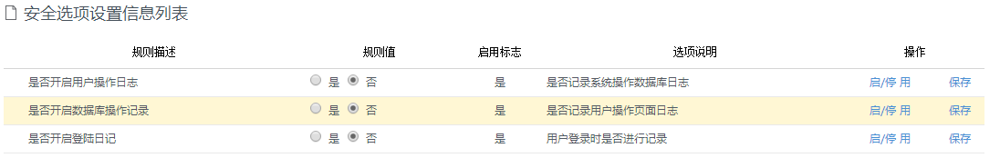 安全选项设置信息列表
规则描述 规则值 启用标志 选项说明 操作
是否开启用户操作日志 是 否 是 是否记录系统操作数据库日志 启/停 用 保存
是否开启数据库操作记录 是 否 是 是否记录用户操作页面日志 启/停 用 保存
是否开启登陆日记 是 否 是 用户登录时是否进行记录 启/停 用 保存